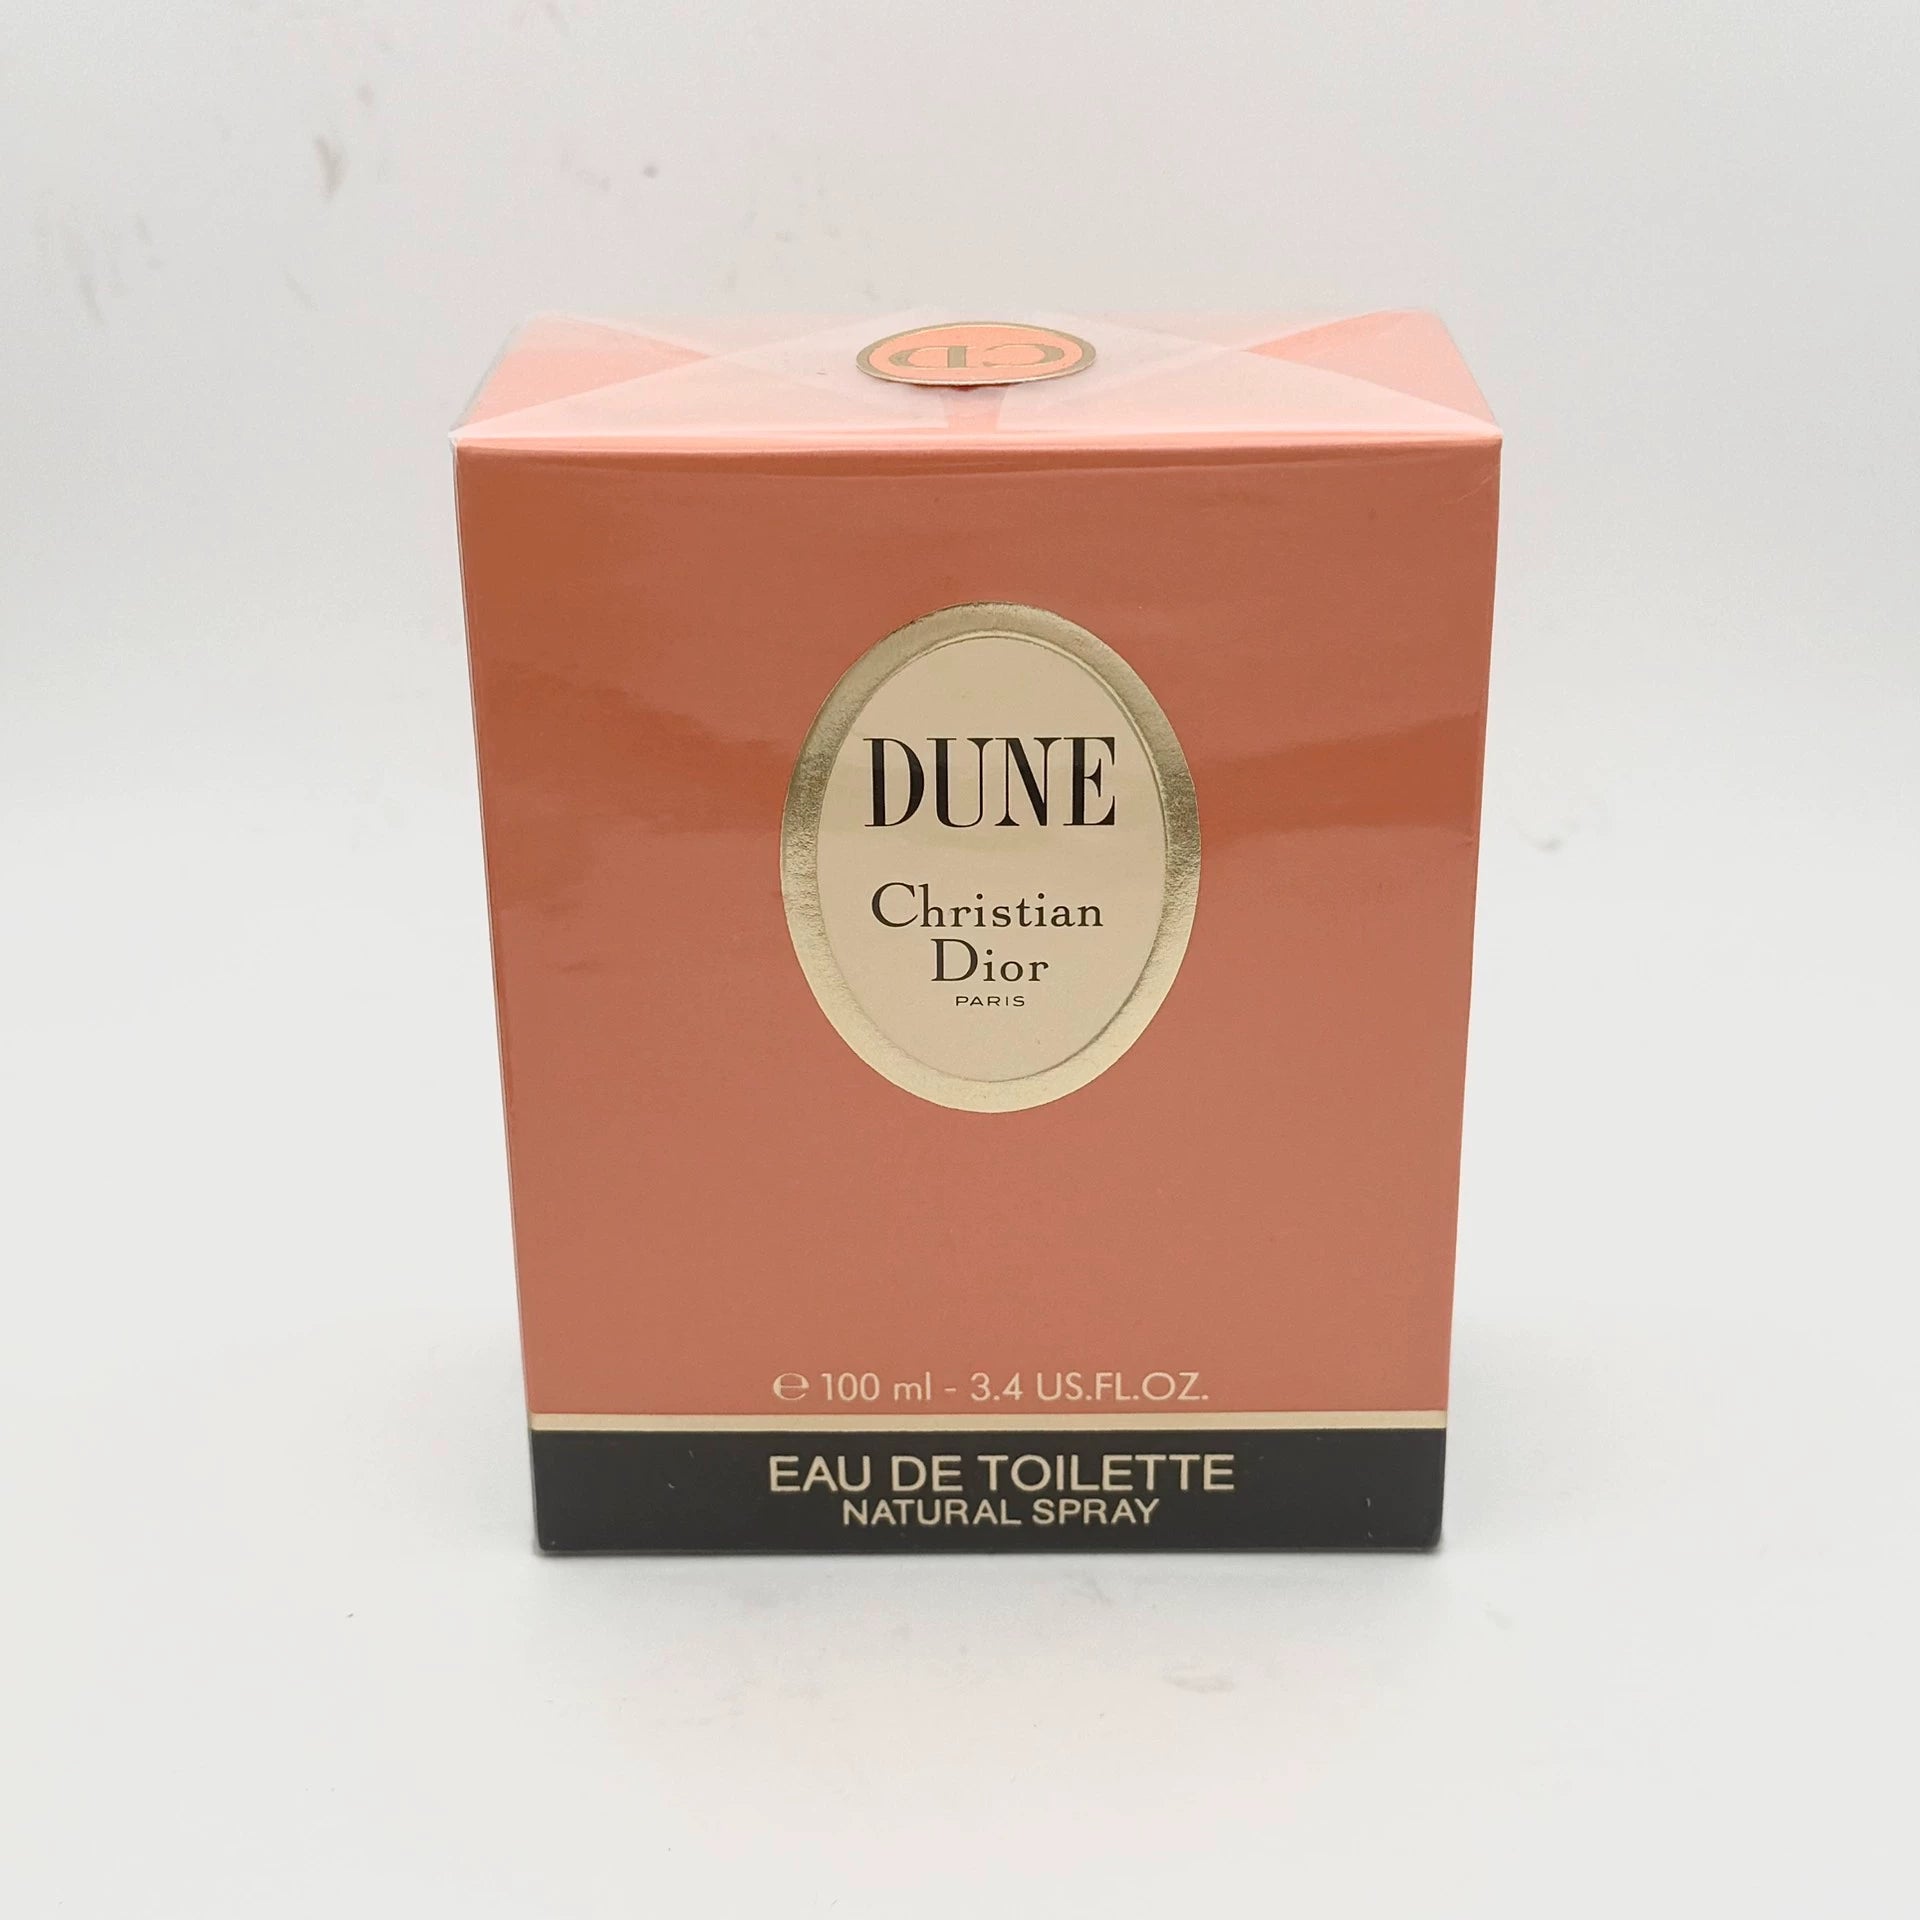 CD
DUNE
Christian
Dior
PARIS
℮ 100 ml - 3.4 US.FL.OZ.
EAU DE TOILETTE
NATURAL SPRAY